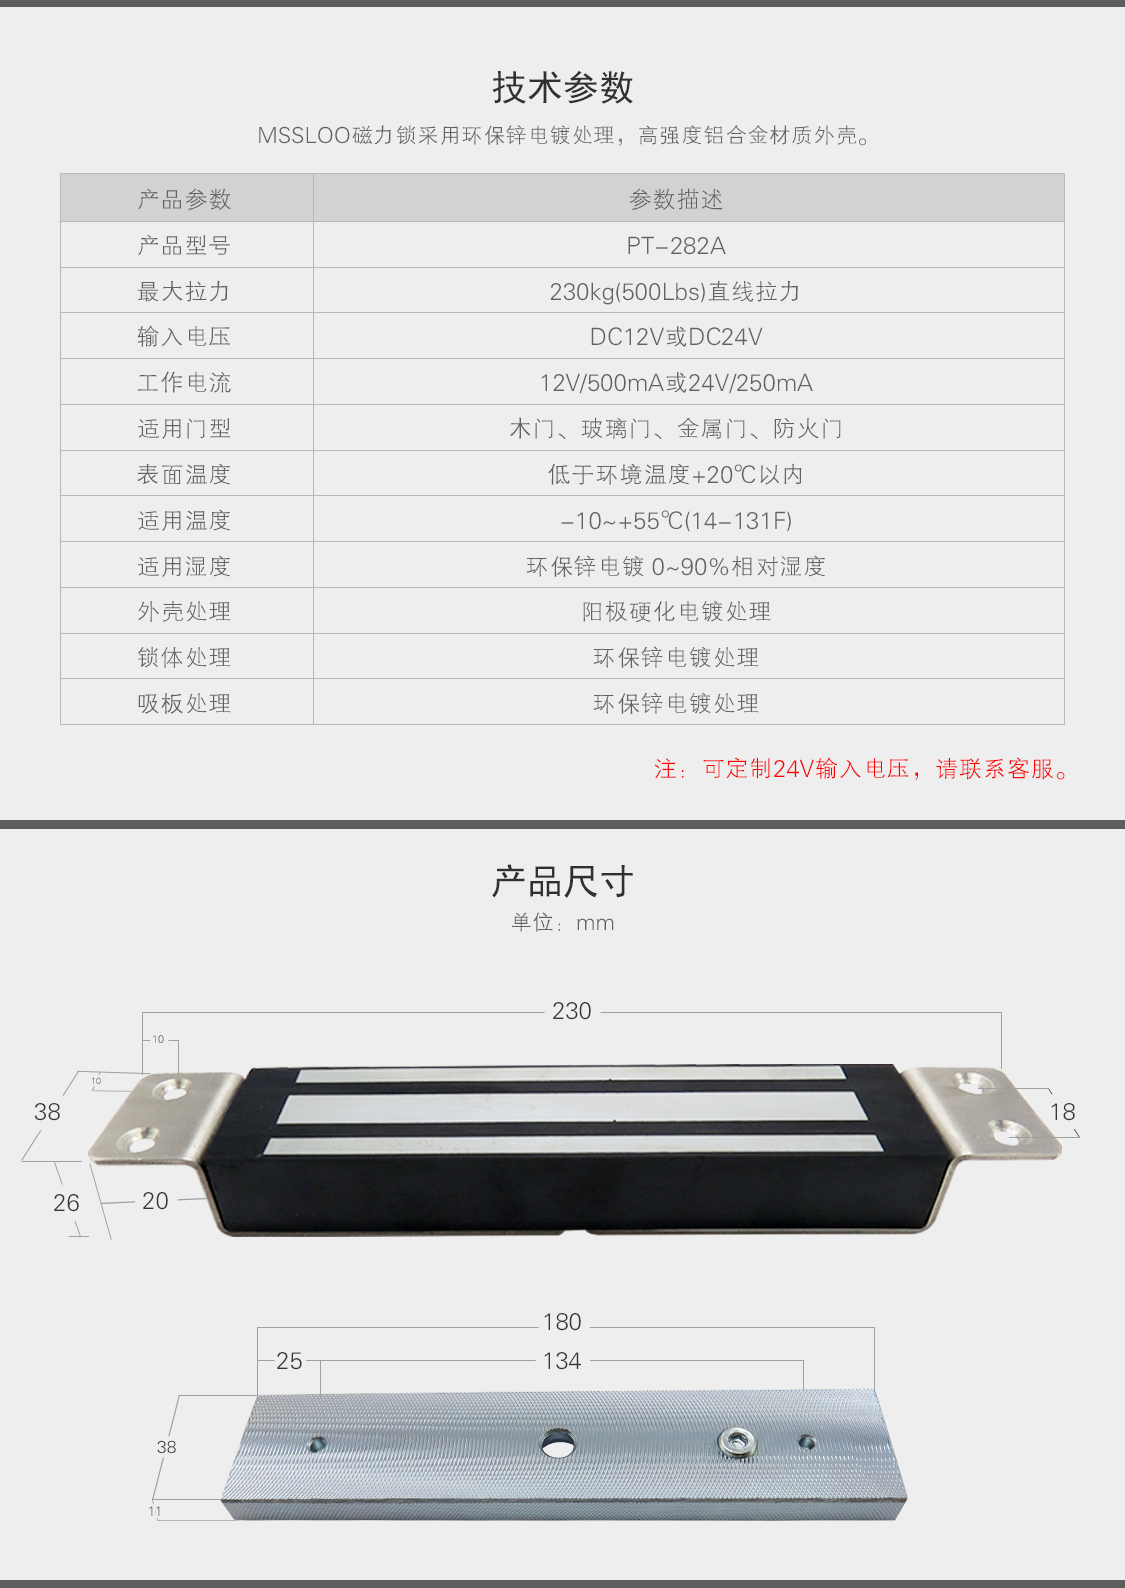 技术参数
MSSLOO磁力锁采用环保锌电镀处理，高强度铝合金材质外壳。
产品参数 参数描述
产品型号 PT-282A
最大拉力 230kg(500Lbs)直线拉力
输入电压 DC12V或DC24V
工作电流 12V/500mA或24V/250mA
适用门型 木门、玻璃门、金属门、防火门
表面温度 低于环境温度+20℃以内
适用温度 -10~+55℃(14-131F)
适用湿度 环保锌电镀 0~90%相对湿度
外壳处理 阳极硬化电镀处理
锁体处理 环保锌电镀处理
吸板处理 环保锌电镀处理
注：可定制24V输入电压，请联系客服。
产品尺寸
单位：mm
230
10
10
38
18
26
20
180
25
134
38
11